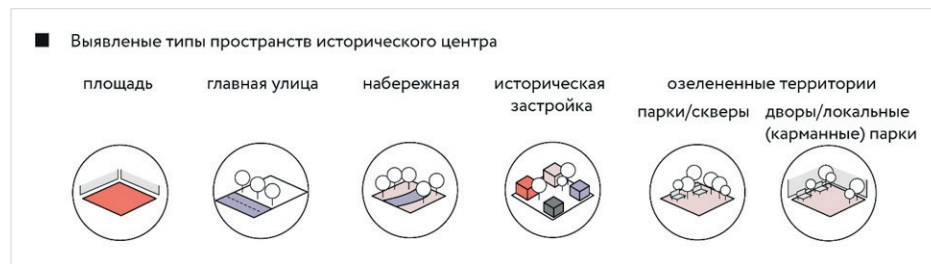 Выявленые типы пространств исторического центра
площадь
главная улица
набережная
историческая
застройка
озелененные территории
парки/скверы
дворы/локальные
(карманные) парки